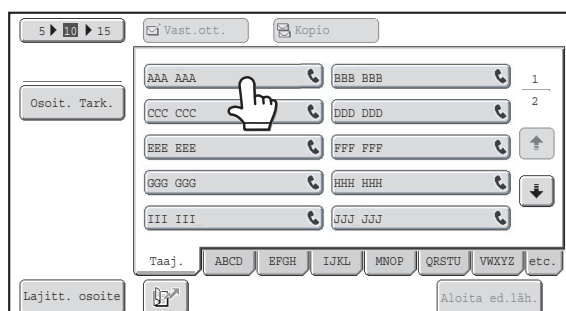 5 10 15 Vast.ott. Kopio
AAA AAA BBB BBB 1
Osoit. Tark. CCC CCC DDD DDD 2
EEE EEE FFF FFF
GGG GGG HHH HHH
III III JJJ JJJ
Taaj. ABCD EFGH IJKL MNOP QRSTU VWXYZ etc.
Lajitt. osoite Aloita ed.läh.